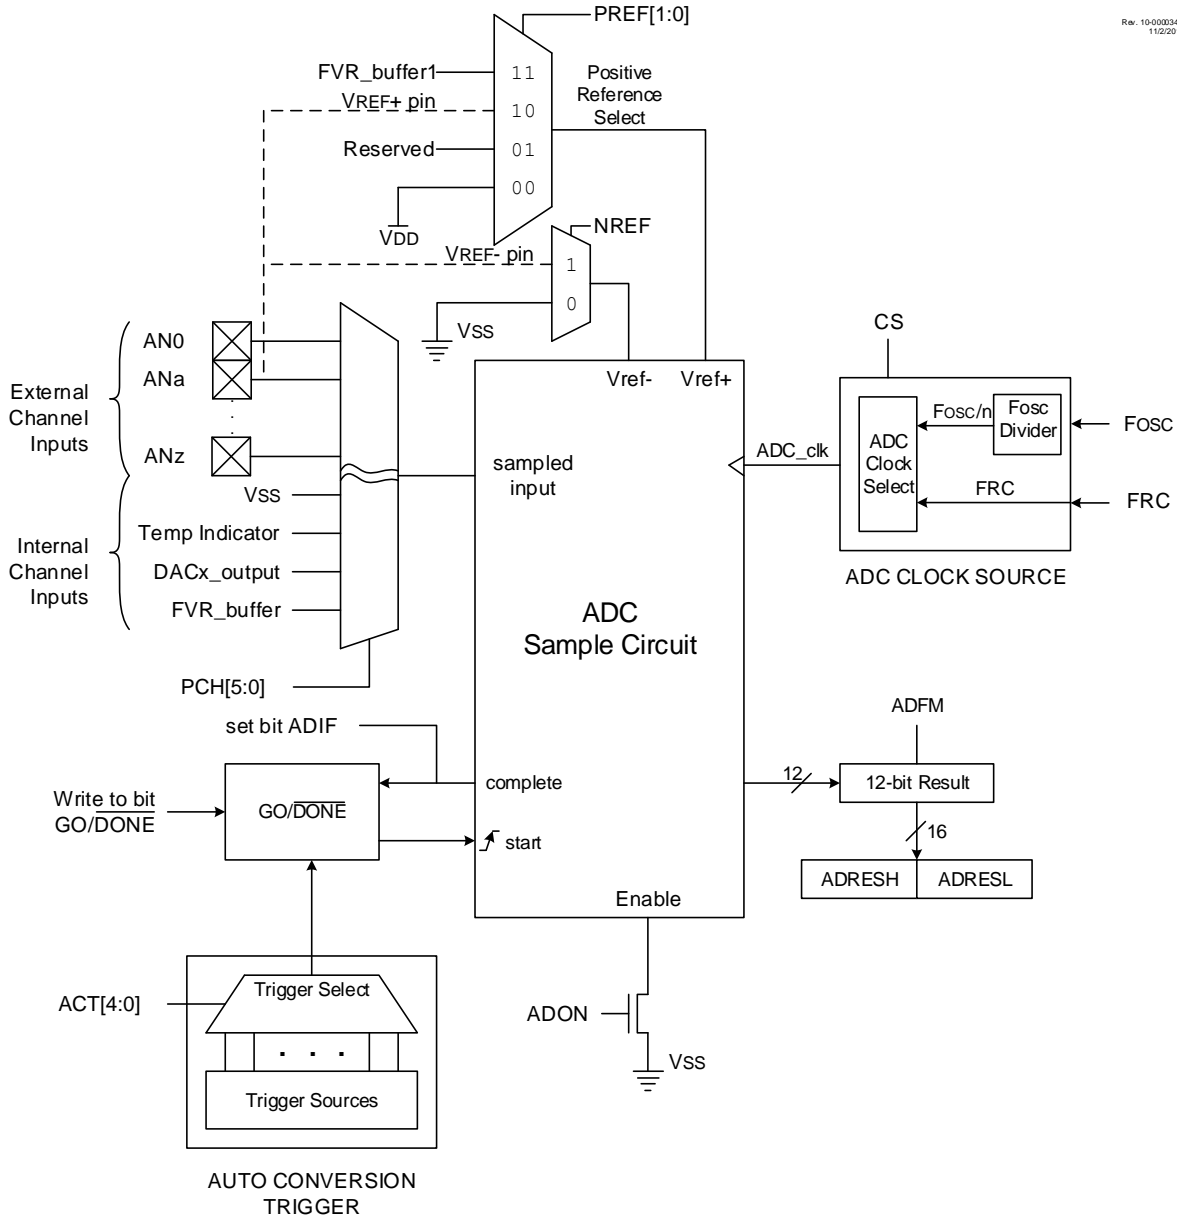 PREF[1:0]
Rev. 10-000034
11/2/20
FVR_buffer1
11
Positive
Reference
Select
VREF+ pin
10
Reserved
01
00
VDD
NREF
VREF- pin
1
0
VSS
CS
AN0
ANa
Vref-
Vref+
External
Channel
Inputs
.
.
.
Fosc/n
Fosc
Divider
FOSC
ANz
ADC
Clock
Select
ADC_clk
sampled
input
VSS
FRC
FRC
Temp Indicator
Internal
Channel
Inputs
DACx_output
ADC CLOCK SOURCE
FVR_buffer
ADC
Sample Circuit
PCH[5:0]
set bit ADIF
ADFM
complete
12
12-bit Result
Write to bit
GO/DONE
GO/DONE
start
16
ADRESH
ADRESL
Enable
Trigger Select
ACT[4:0]
ADON
. . .
VSS
Trigger Sources
AUTO CONVERSION
TRIGGER